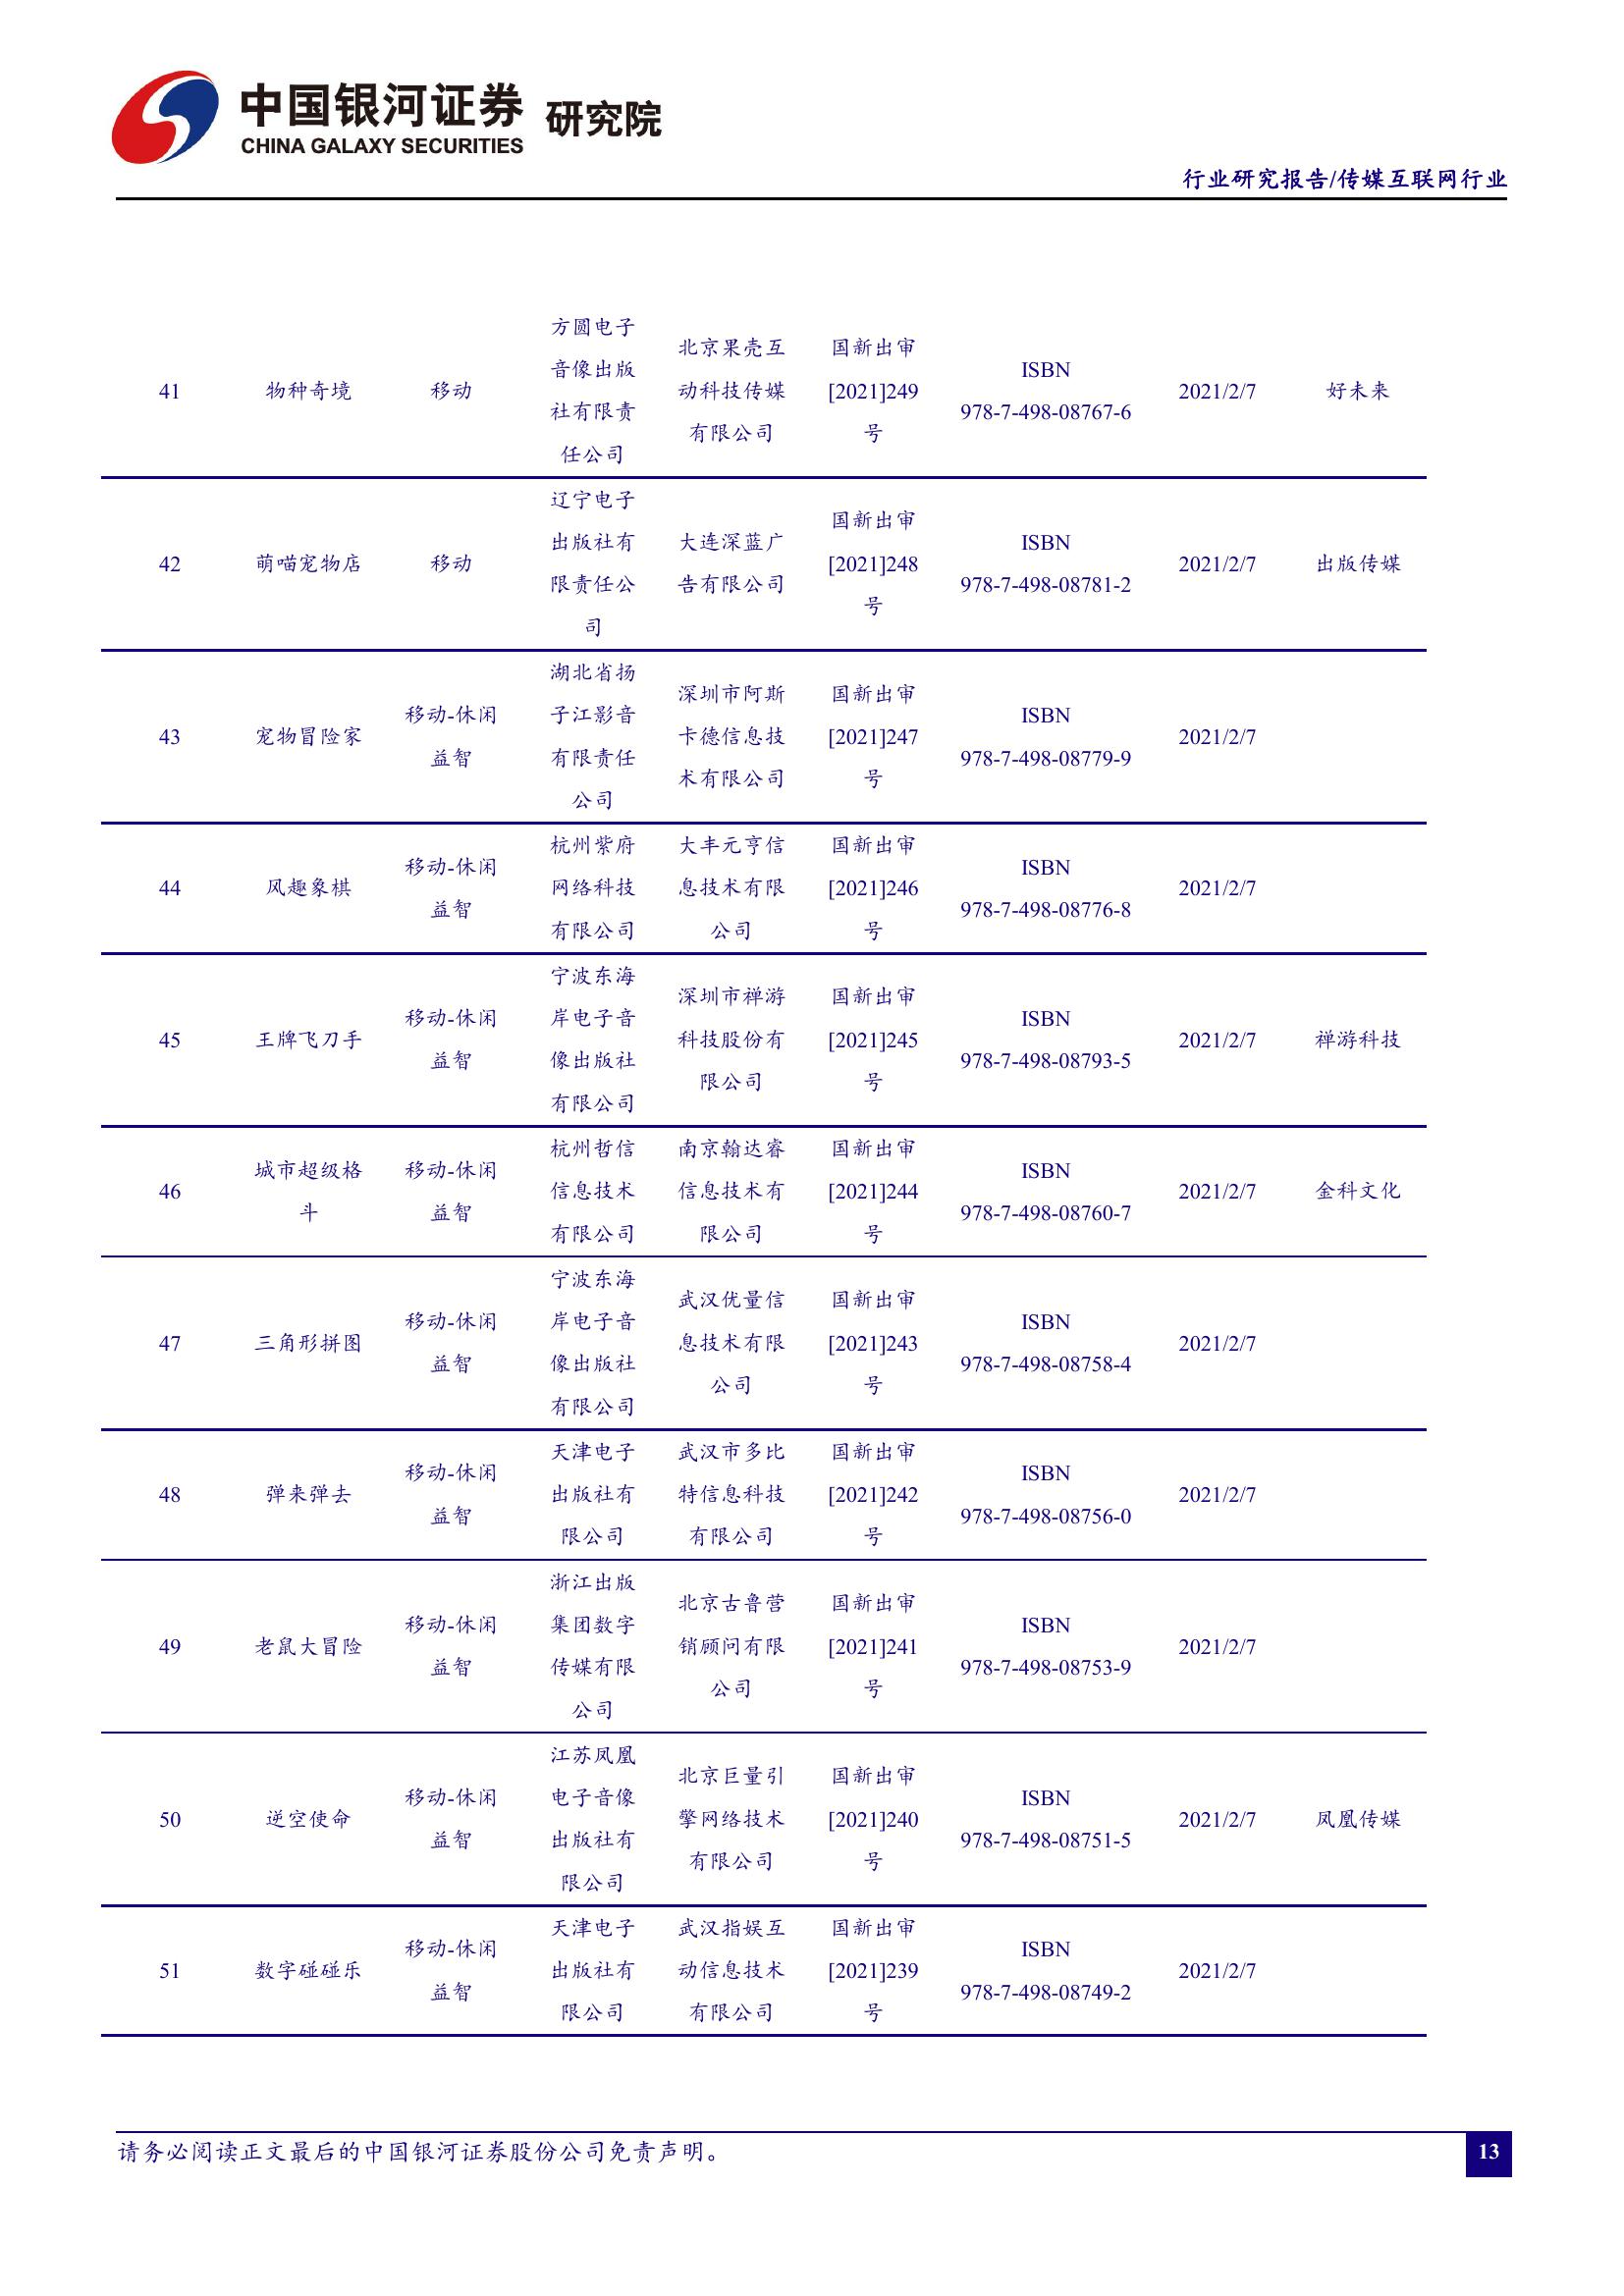 中国银河证券 研究院
CHINA GALAXY SECURITIES
行业研究报告/传媒互联网行业
41 物种奇境 移动 方圆电子音像出版社有限责任公司 北京果壳互动科技传媒有限公司 国新出审[2021]249号 ISBN 978-7-498-08767-6 2021/2/7 好未来
42 萌喵宠物店 移动 辽宁电子出版社有限责任公司 大连深蓝广告有限公司 国新出审[2021]248号 ISBN 978-7-498-08781-2 2021/2/7 出版传媒
43 宠物冒险家 移动-休闲益智 湖北省扬子江影音有限责任公司 深圳市阿斯卡德信息技术有限公司 国新出审[2021]247号 ISBN 978-7-498-08779-9 2021/2/7
44 风趣象棋 移动-休闲益智 杭州紫府网络科技有限公司 大丰元亨信息技术有限公司 国新出审[2021]246号 ISBN 978-7-498-08776-8 2021/2/7
45 王牌飞刀手 移动-休闲益智 宁波东海岸电子音像出版社有限公司 深圳市禅游科技股份有限公司 国新出审[2021]245号 ISBN 978-7-498-08793-5 2021/2/7 禅游科技
46 城市超级格斗 移动-休闲益智 杭州哲信信息技术有限公司 南京翰达睿信息技术有限公司 国新出审[2021]244号 ISBN 978-7-498-08760-7 2021/2/7 金科文化
47 三角形拼图 移动-休闲益智 宁波东海岸电子音像出版社有限公司 武汉优量信息技术有限公司 国新出审[2021]243号 ISBN 978-7-498-08758-4 2021/2/7
48 弹来弹去 移动-休闲益智 天津电子出版社有限公司 武汉市多比特信息科技有限公司 国新出审[2021]242号 ISBN 978-7-498-08756-0 2021/2/7
49 老鼠大冒险 移动-休闲益智 浙江出版集团数字传媒有限公司 北京古鲁营销顾问有限公司 国新出审[2021]241号 ISBN 978-7-498-08753-9 2021/2/7
50 逆空使命 移动-休闲益智 江苏凤凰电子音像出版社有限公司 北京巨量引擎网络技术有限公司 国新出审[2021]240号 ISBN 978-7-498-08751-5 2021/2/7 凤凰传媒
51 数字碰碰乐 移动-休闲益智 天津电子出版社有限公司 武汉指娱互动信息技术有限公司 国新出审[2021]239号 ISBN 978-7-498-08749-2 2021/2/7
请务必阅读正文最后的中国银河证券股份公司免责声明。
13